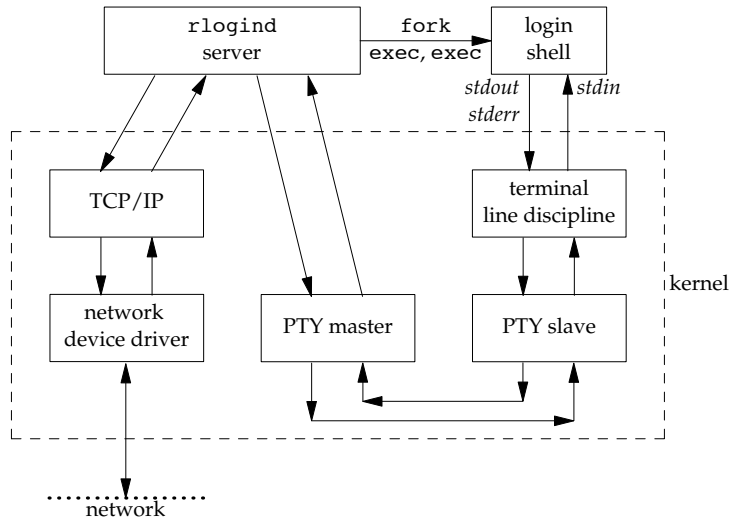 rlogind
server
fork
exec, exec
login
shell
stdout
stderr
stdin
TCP/IP
terminal
line discipline
kernel
network
device driver
PTY master
PTY slave
network